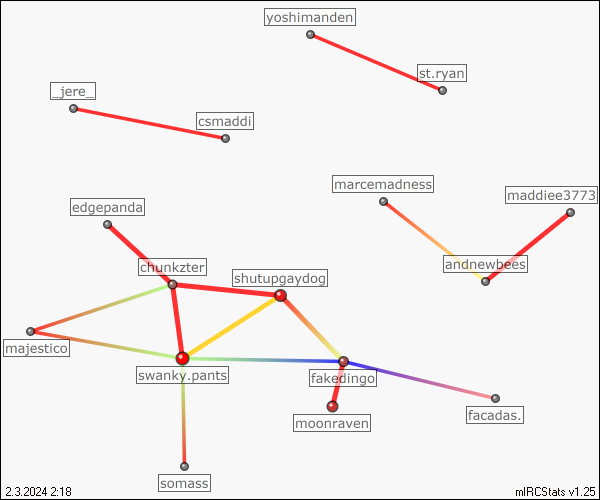 yoshimanden
st.ryan
_jere_
csmaddi
marcemadness
maddiee3773
edgepanda
andnewbees
chunkzter
shutupgaydog
majestico
swanky.pants
fakedingo
facadas.
moonraven
somass
2.3.2024 2:18
mIRCStats v1.25